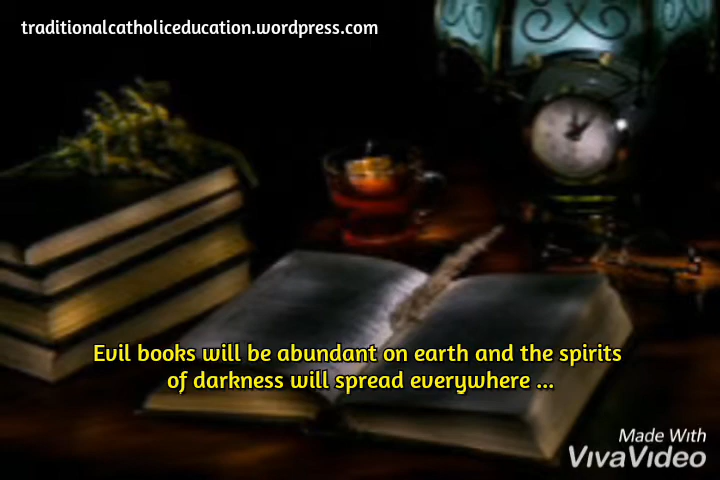 traditionalcatholiceducation.wordpress.com
Evil books will be abundant on earth and the spirits
of darkness will spread everywhere ...
Made With
VivaVideo